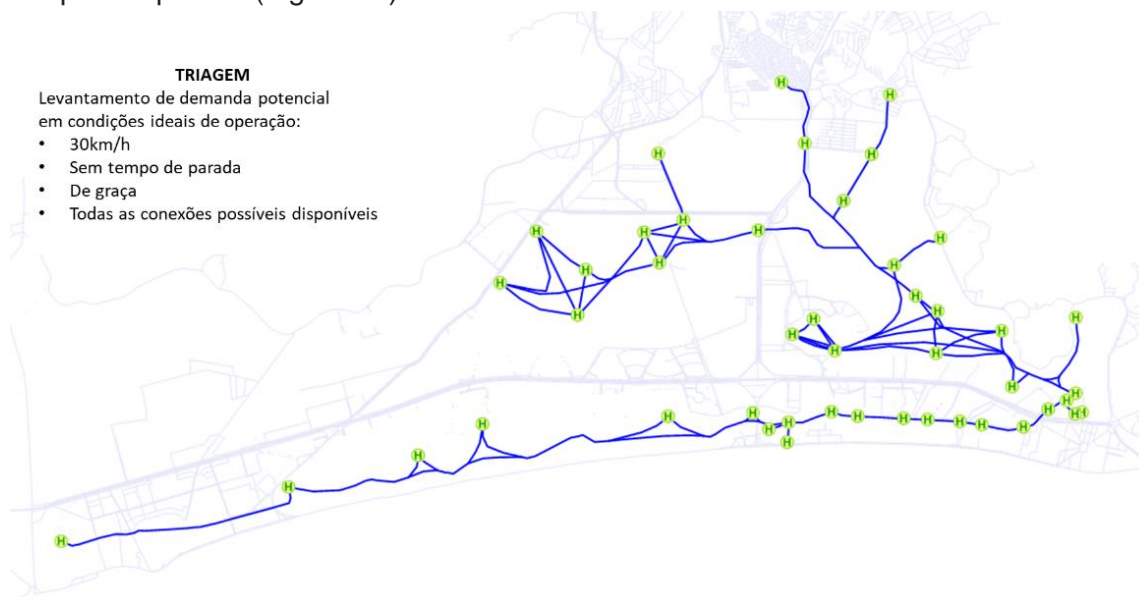 TRIAGEM
Levantamento de demanda potencial
em condições ideais de operação:
• 30km/h
• Sem tempo de parada
• De graça
• Todas as conexões possíveis disponíveis